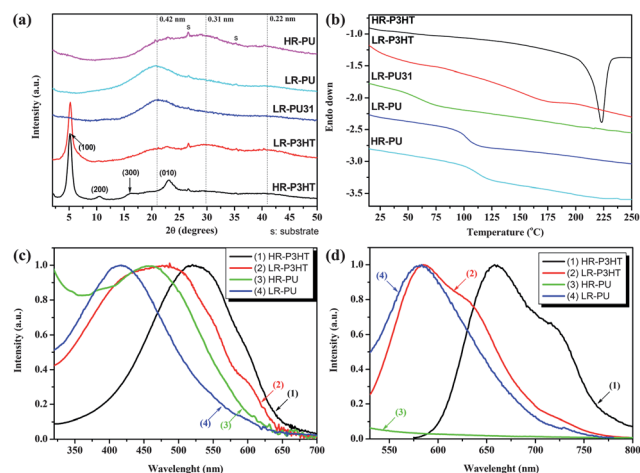 (a)
0.42 nm
0.31 nm
0.22 nm
s
s
HR-PU
LR-PU
LR-PU31
LR-P3HT
HR-P3HT
(100)
(200)
(300)
(010)
Intensity (a.u.)
5 10 15 20 25 30 35 40 45 50
2θ (degrees)
s: substrate
(b)
HR-P3HT
LR-P3HT
LR-PU31
LR-PU
HR-PU
Endo down
-1.0
-1.5
-2.0
-2.5
-3.0
-3.5
25 50 75 100 125 150 175 200 225 250
Temperature (°C)
(c)
(1) HR-P3HT
(2) LR-P3HT
(3) HR-PU
(4) LR-PU
(1)
(2)
(3)
(4)
Intensity (a.u.)
1.0
0.8
0.6
0.4
0.2
0.0
350 400 450 500 550 600 650 700
Wavelenght (nm)
(d)
(1) HR-P3HT
(2) LR-P3HT
(3) HR-PU
(4) LR-PU
(4)
(2)
(1)
(3)
Intensity (a.u.)
1.0
0.8
0.6
0.4
0.2
0.0
550 600 650 700 750 800
Wavelenght (nm)